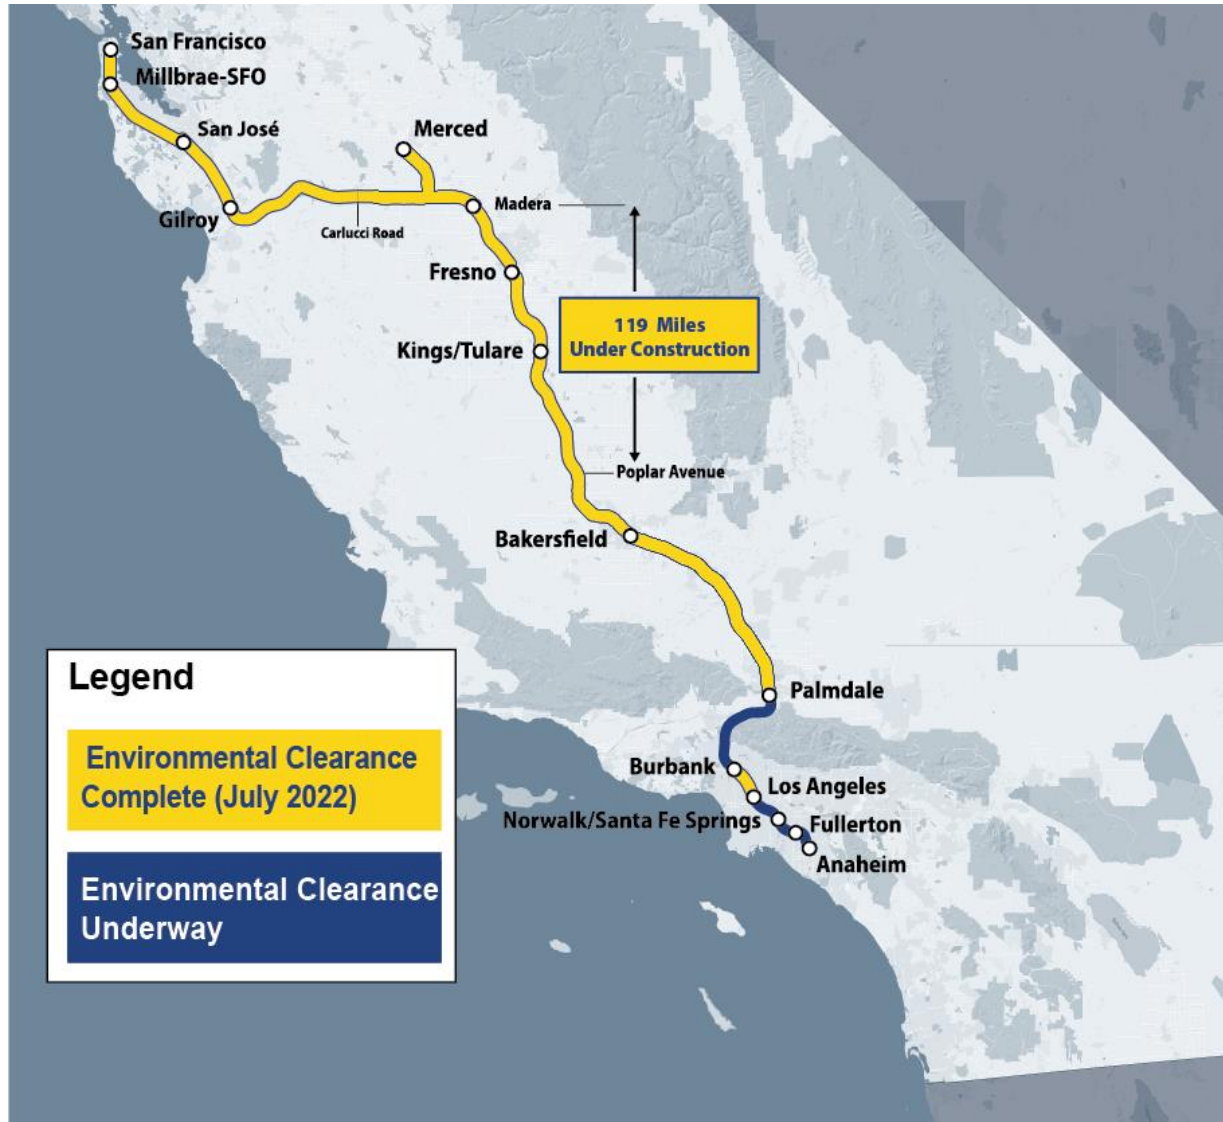 San Francisco
Millbrae-SFO
San José
Merced
Gilroy
Madera
Carlucci Road
Fresno
119 Miles
Under Construction
Kings/Tulare
Poplar Avenue
Bakersfield
Legend
Environmental Clearance
Complete (July 2022)
Environmental Clearance
Underway
Palmdale
Burbank
Los Angeles
Norwalk/Santa Fe Springs
Fullerton
Anaheim